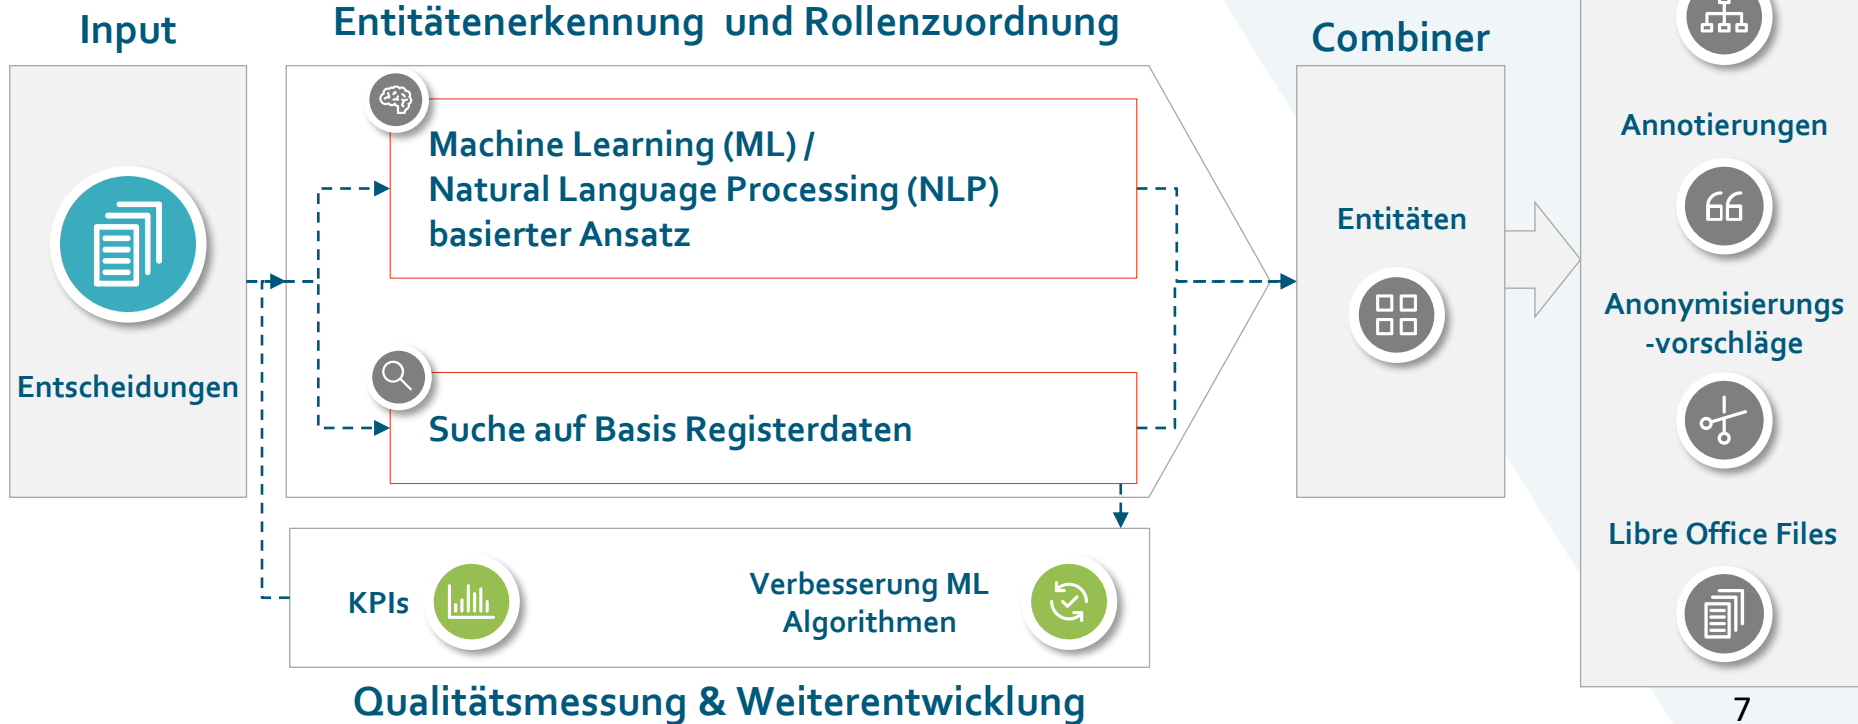 Input
Entitätenerkennung und Rollenzuordnung
Combiner
Entscheidungen
Machine Learning (ML) /
Natural Language Processing (NLP)
basierter Ansatz
Suche auf Basis Registerdaten
Entitäten
Annotierungen
Anonymisierungs
-vorschläge
Libre Office Files
KPIs
Verbesserung ML
Algorithmen
Qualitätsmessung & Weiterentwicklung
7